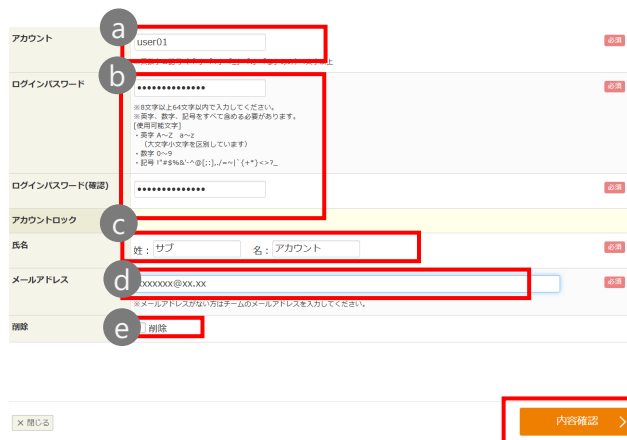 a
アカウント
user01
必須
b
ログインパスワード
••••••••••••••
必須
※8文字以上64文字以内で入力してください。
※英字、数字、記号をすべて含める必要があります。
[使用可能文字]
・英字 A～Z a～z
（大文字小文字を区別しています）
・数字 0～9
・記号 !"#$%&'-^@[;:],./=~|`{+*}<>?_
ログインパスワード(確認)
••••••••••••••
必須
アカウントロック
c
氏名
姓： サブ 名： アカウント
必須
d
メールアドレス
xxxxxx@xx.xx
必須
※メールアドレスがない方はチームのメールアドレスを入力してください。
e
削除
削除
× 閉じる
内容確認